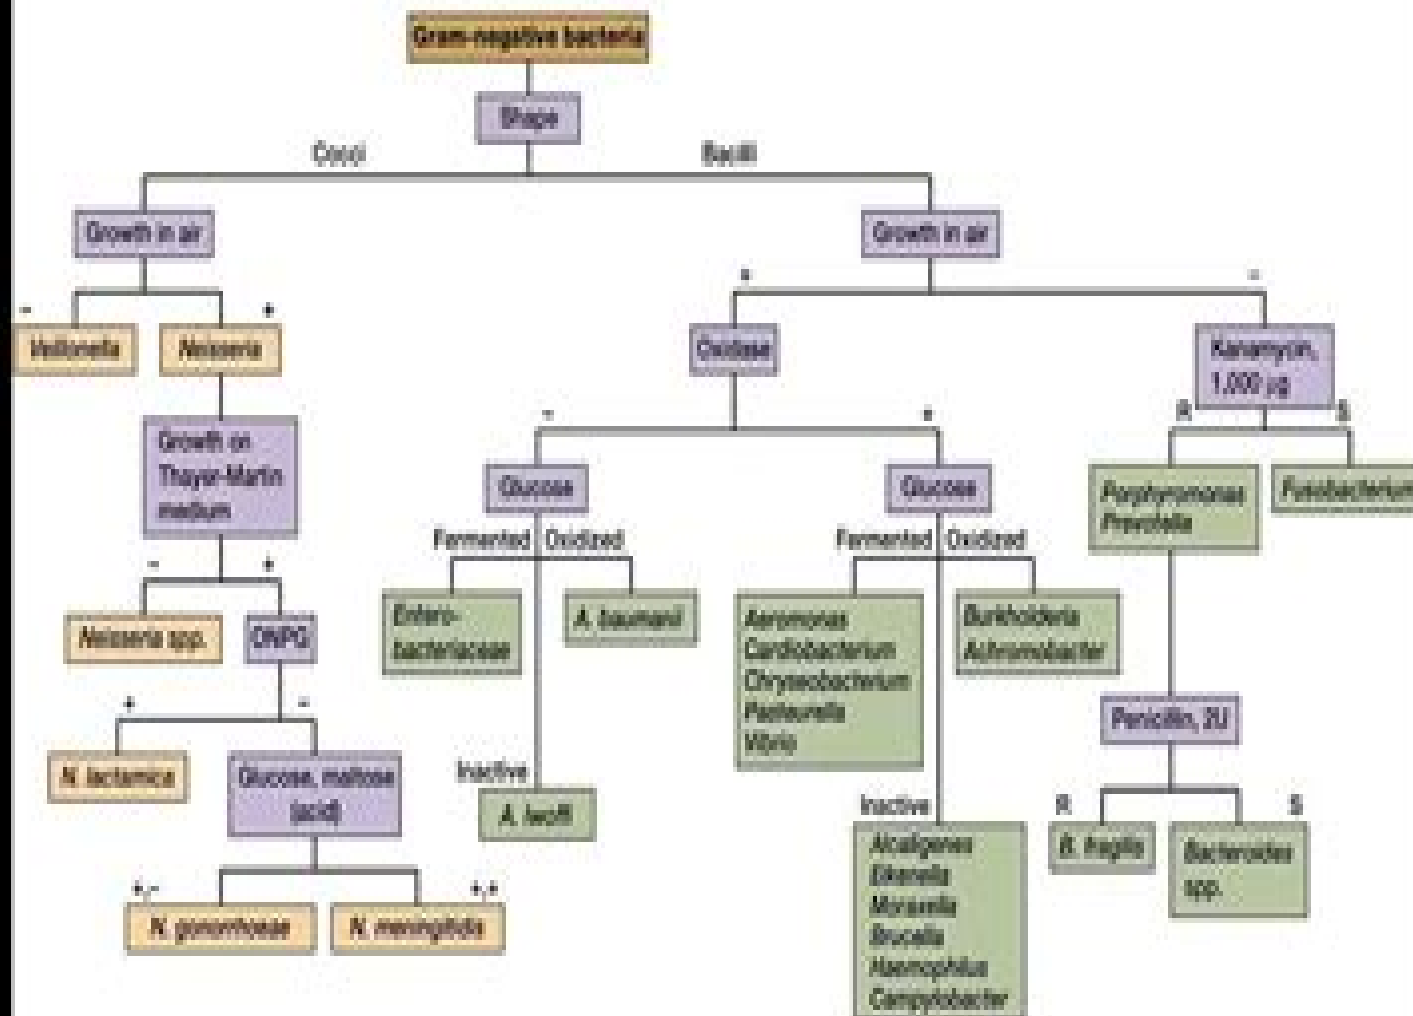 Gram-negative bacteria
Shape
Cocci
Bacilli
Growth in air
Growth in air
-
+
+
-
Veillonella
Neisseria
Oxidase
Kanamycin,
1,000 µg
-
+
R
S
Growth on
Thayer-Martin
medium
Glucose
Glucose
Porphyromonas
Prevotella
Fusobacterium
Fermented
Oxidized
Fermented
Oxidized
-
+
Neisseria spp.
ONPG
Entero-
bacteriaceae
A. baumanii
Aeromonas
Cardiobacterium
Chryseobacterium
Pasteurella
Vibrio
Burkholderia
Achromobacter
+
-
Penicillin, 2U
N. lactamica
Glucose, maltose
(acid)
Inactive
A. lwoffi
Inactive
R
S
Alcaligenes
Eikenella
Moraxella
Brucella
Haemophilus
Campylobacter
B. fragilis
Bacteroides
spp.
+,-
+,+
N. gonorrhoeae
N. meningitidis